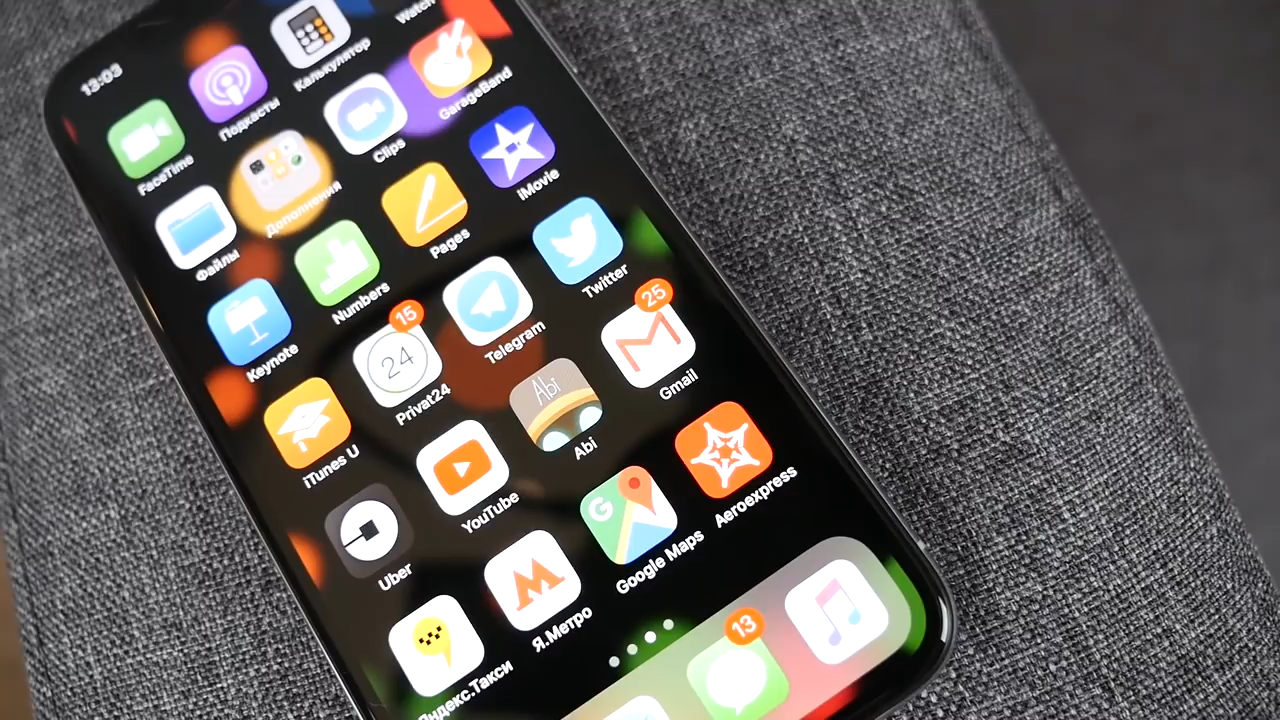 13:03
Калькулятор
Watch
FaceTime
Подкасты
Clips
GarageBand
Файлы
Дополнения
Pages
iMovie
Keynote
Numbers
Telegram
Twitter
15
25
24
Privat24
Abi
Abi
Gmail
iTunes U
YouTube
G
Google Maps
Aeroexpress
Uber
Я.Метро
Яндекс.Такси
13